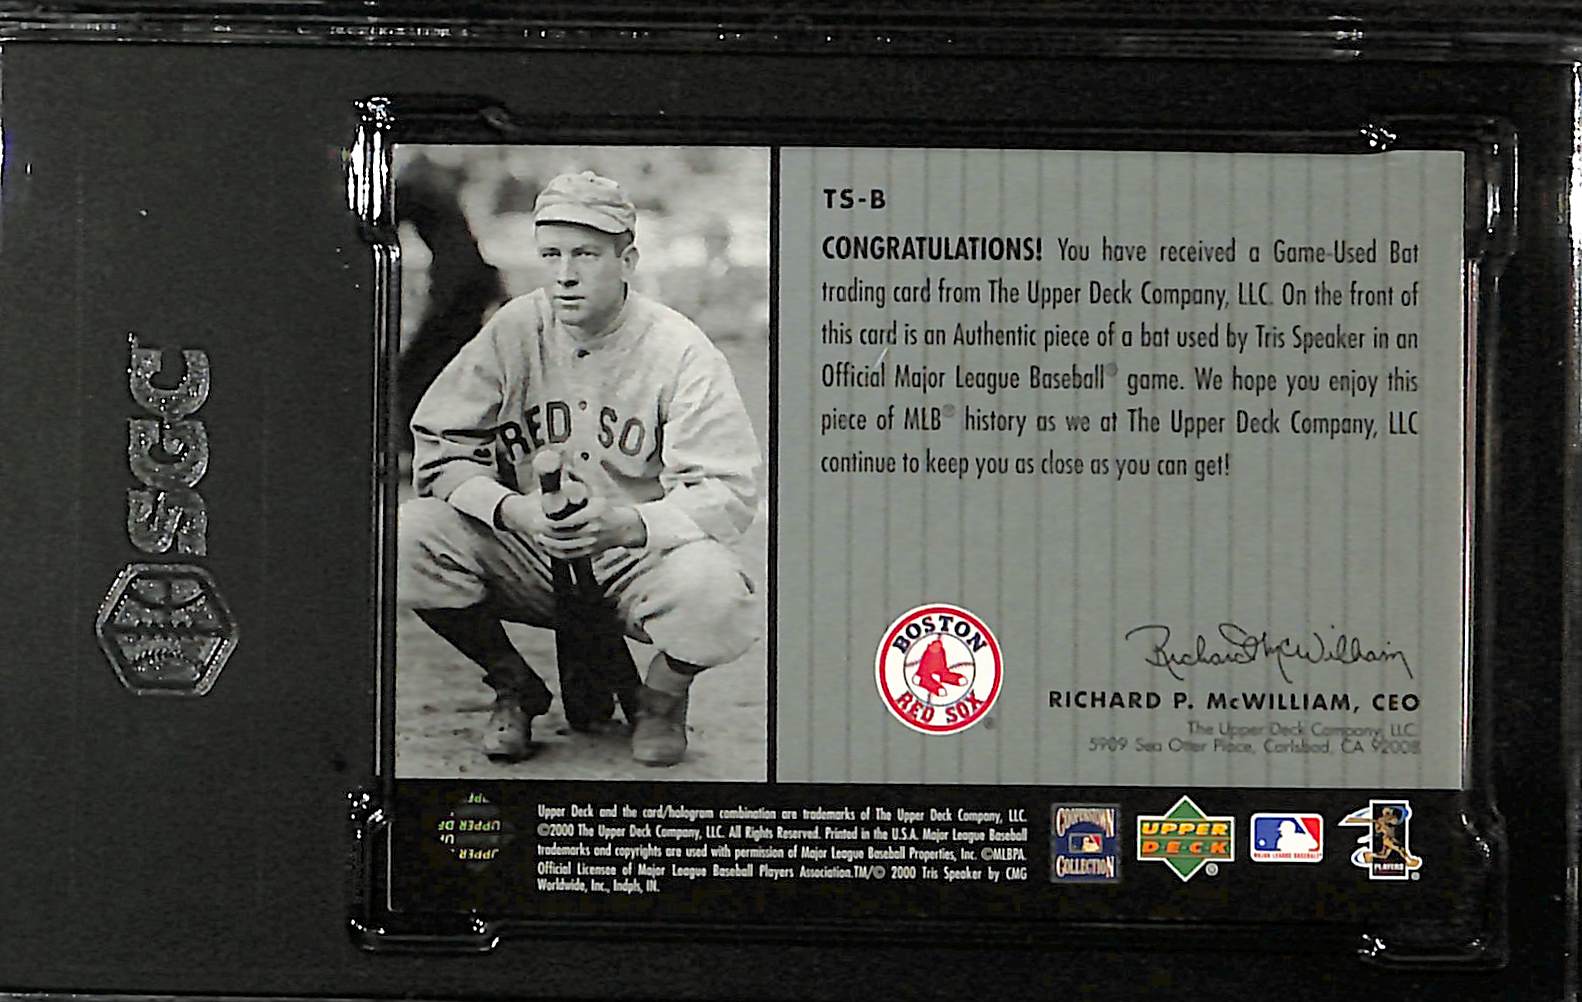 SGC
RED SOX
TS-B
CONGRATULATIONS! You have received a Game-Used Bat
trading card from The Upper Deck Company, LLC. On the front of
this card is an Authentic piece of a bat used by Tris Speaker in an
Official Major League Baseball® game. We hope you enjoy this
piece of MLB® history as we at The Upper Deck Company, LLC
continue to keep you as close as you can get!
BOSTON
RED SOX
®
Richard McWilliam
RICHARD P. McWILLIAM, CEO
The Upper Deck Company, LLC.
5909 Sea Otter Place, Carlsbad, CA 92008
UPPER
Upper Deck and the card/hologram combination are trademarks of The Upper Deck Company, LLC.
©2000 The Upper Deck Company, LLC. All Rights Reserved. Printed in the U.S.A. Major League Baseball
trademarks and copyrights are used with permission of Major League Baseball Properties, Inc. ©MLBPA
Official Licensee of Major League Baseball Players Association.TM/© 2000 Tris Speaker by CMG
Worldwide, Inc., Indpls, IN.
COOPERSTOWN
COLLECTION
UPPER
DECK
®
MAJOR LEAGUE BASEBALL
PLAYERS